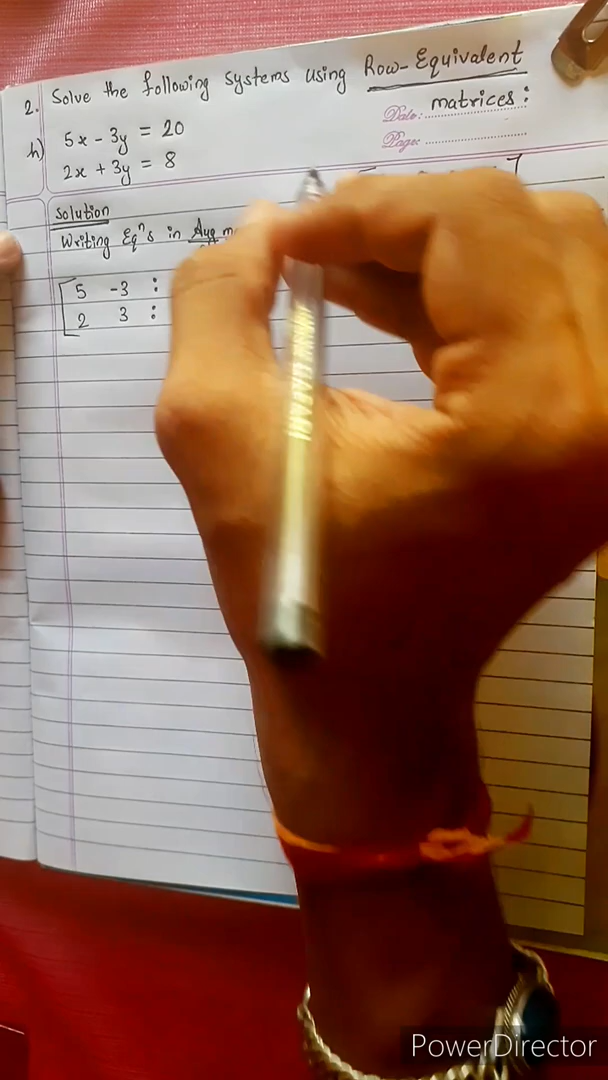 2. Solve the following systems using Row-Equivalent
matrices:
Date:
Page:
h) 5x - 3y = 20
2x + 3y = 8
Solution
Writing Eqⁿs in Aug
5 -3 :
2 3 :
PowerDirector